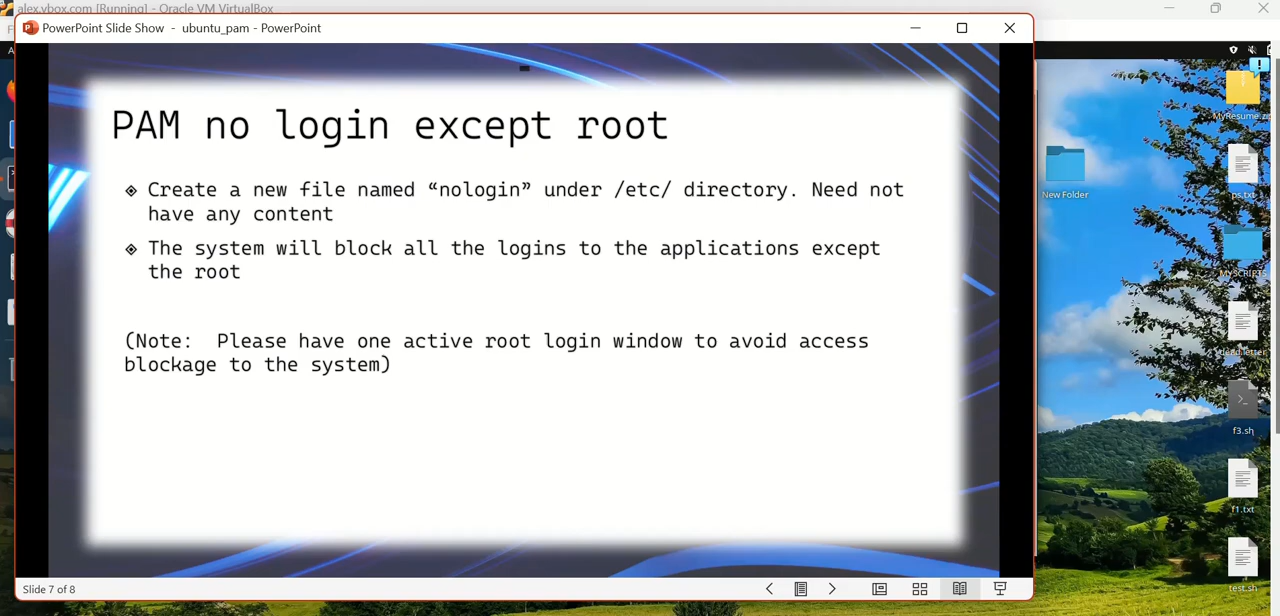 alex.vbox.com [Running] - Oracle VM VirtualBox
PowerPoint Slide Show - ubuntu_pam - PowerPoint
PAM no login except root
Create a new file named “nologin” under /etc/ directory. Need not
have any content
The system will block all the logins to the applications except
the root
(Note: Please have one active root login window to avoid access
blockage to the system)
Slide 7 of 8
MyResume.zip
New Folder
ps.txt
MYSCRIPTS
dead.letter
f3.sh
f1.txt
test.sh